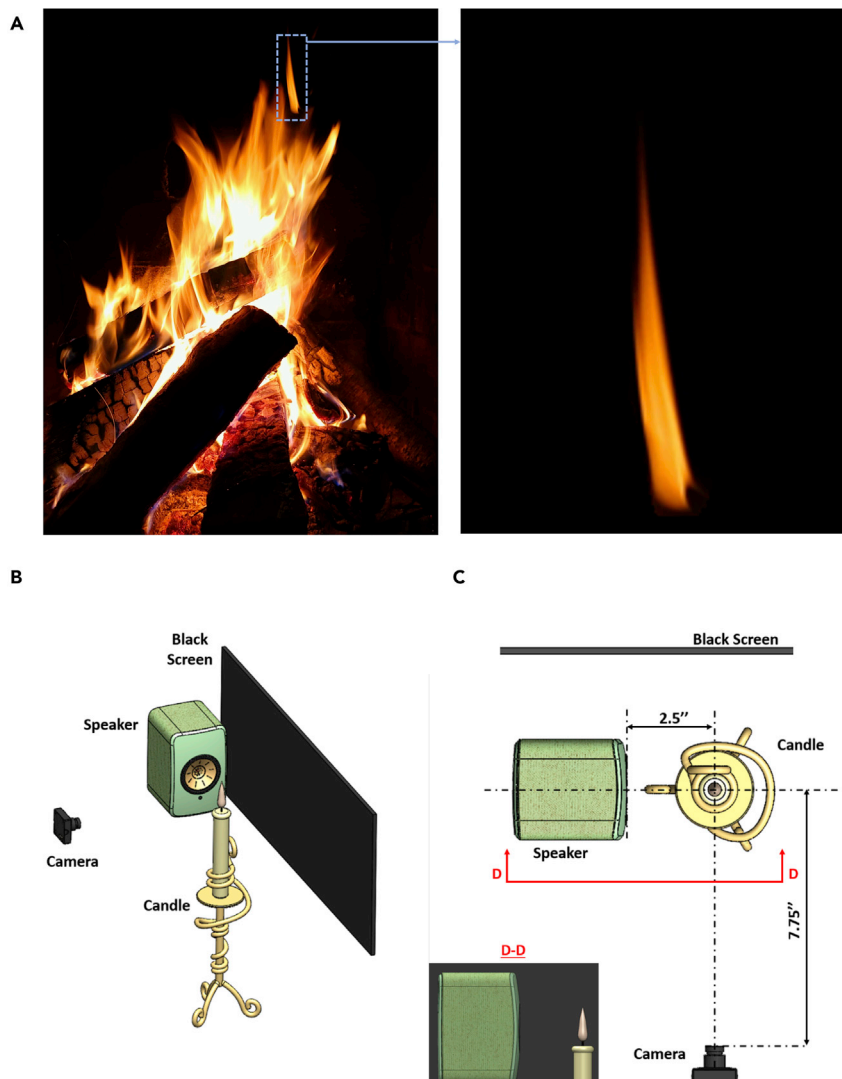 A
B
C
Black
Screen
Speaker
Camera
Candle
Black Screen
2.5’’
Candle
Speaker
D
D
7.75’’
D-D
Camera